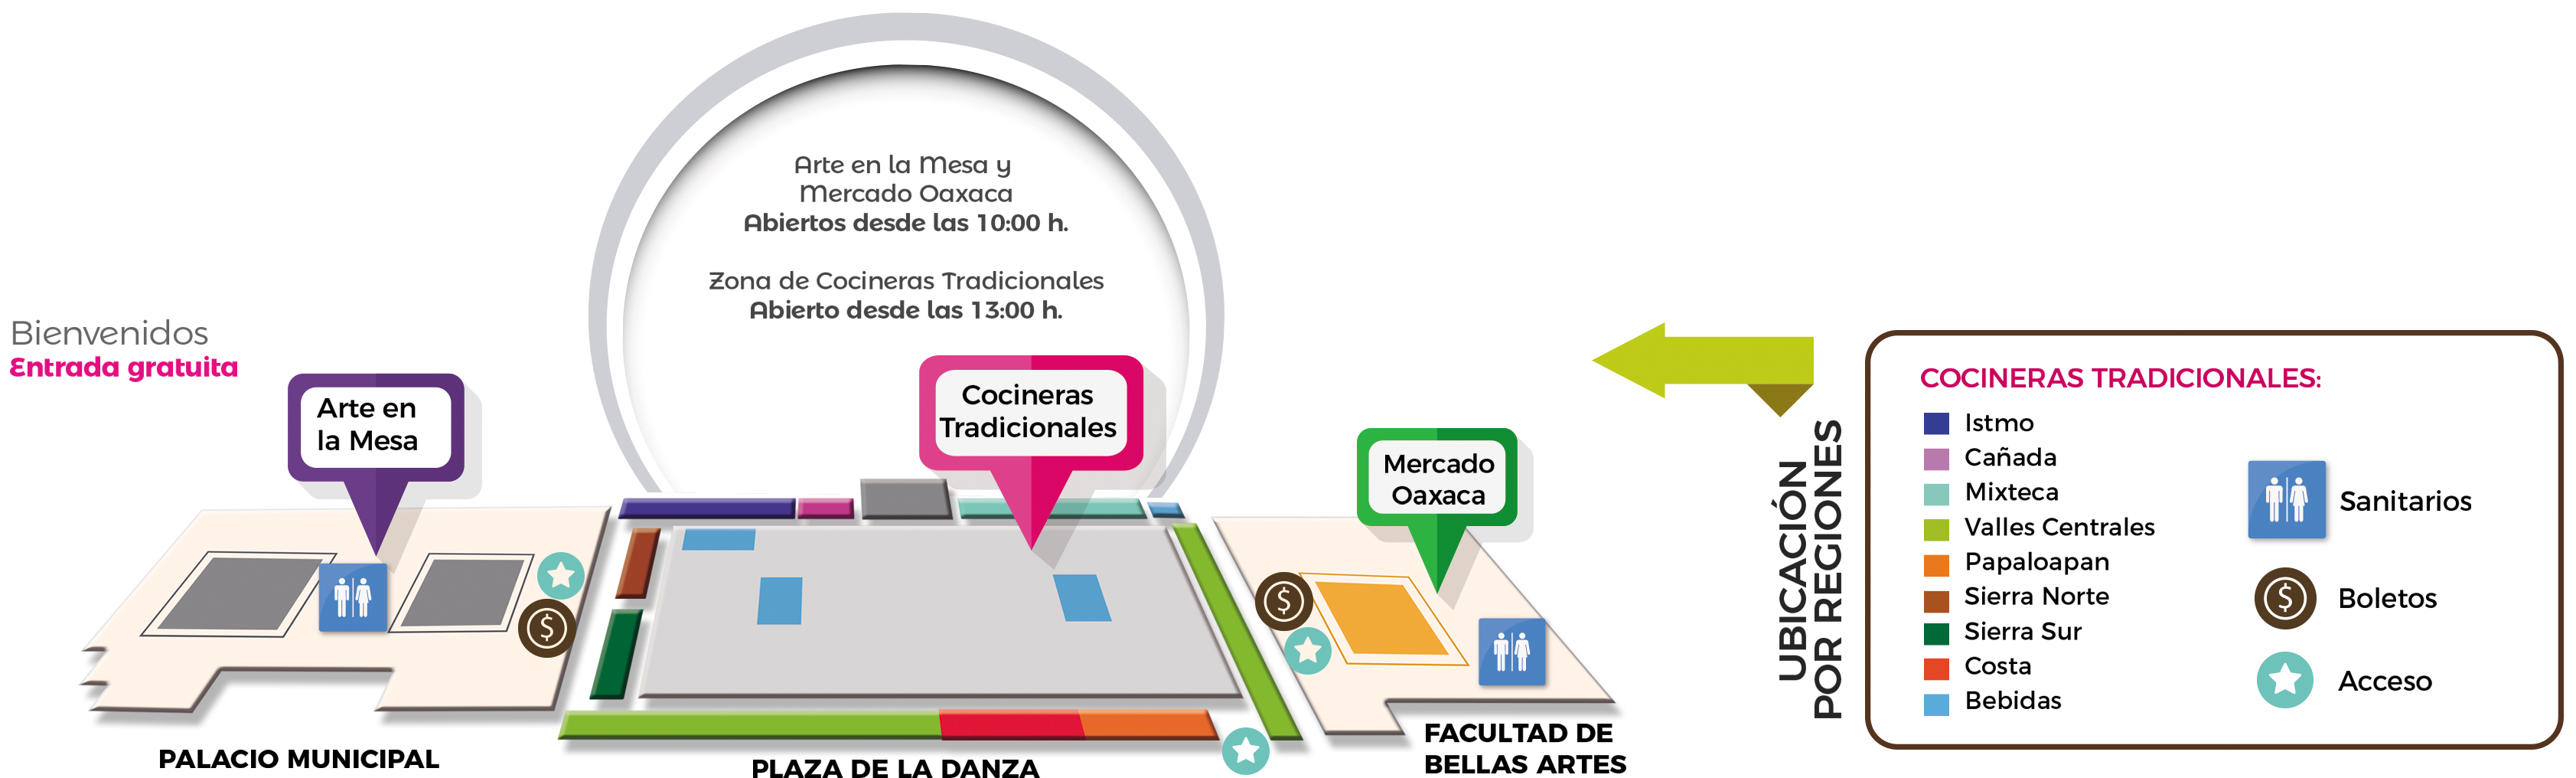 Arte en la Mesa y
Mercado Oaxaca
Abiertos desde las 10:00 h.
Zona de Cocineras Tradicionales
Abierto desde las 13:00 h.
Bienvenidos
Entrada gratuita
Arte en
la Mesa
Cocineras
Tradicionales
Mercado
Oaxaca
PALACIO MUNICIPAL
PLAZA DE LA DANZA
FACULTAD DE
BELLAS ARTES
UBICACIÓN
POR REGIONES
COCINERAS TRADICIONALES:
Istmo
Cañada
Mixteca
Valles Centrales
Papaloapan
Sierra Norte
Sierra Sur
Costa
Bebidas
Sanitarios
Boletos
Acceso